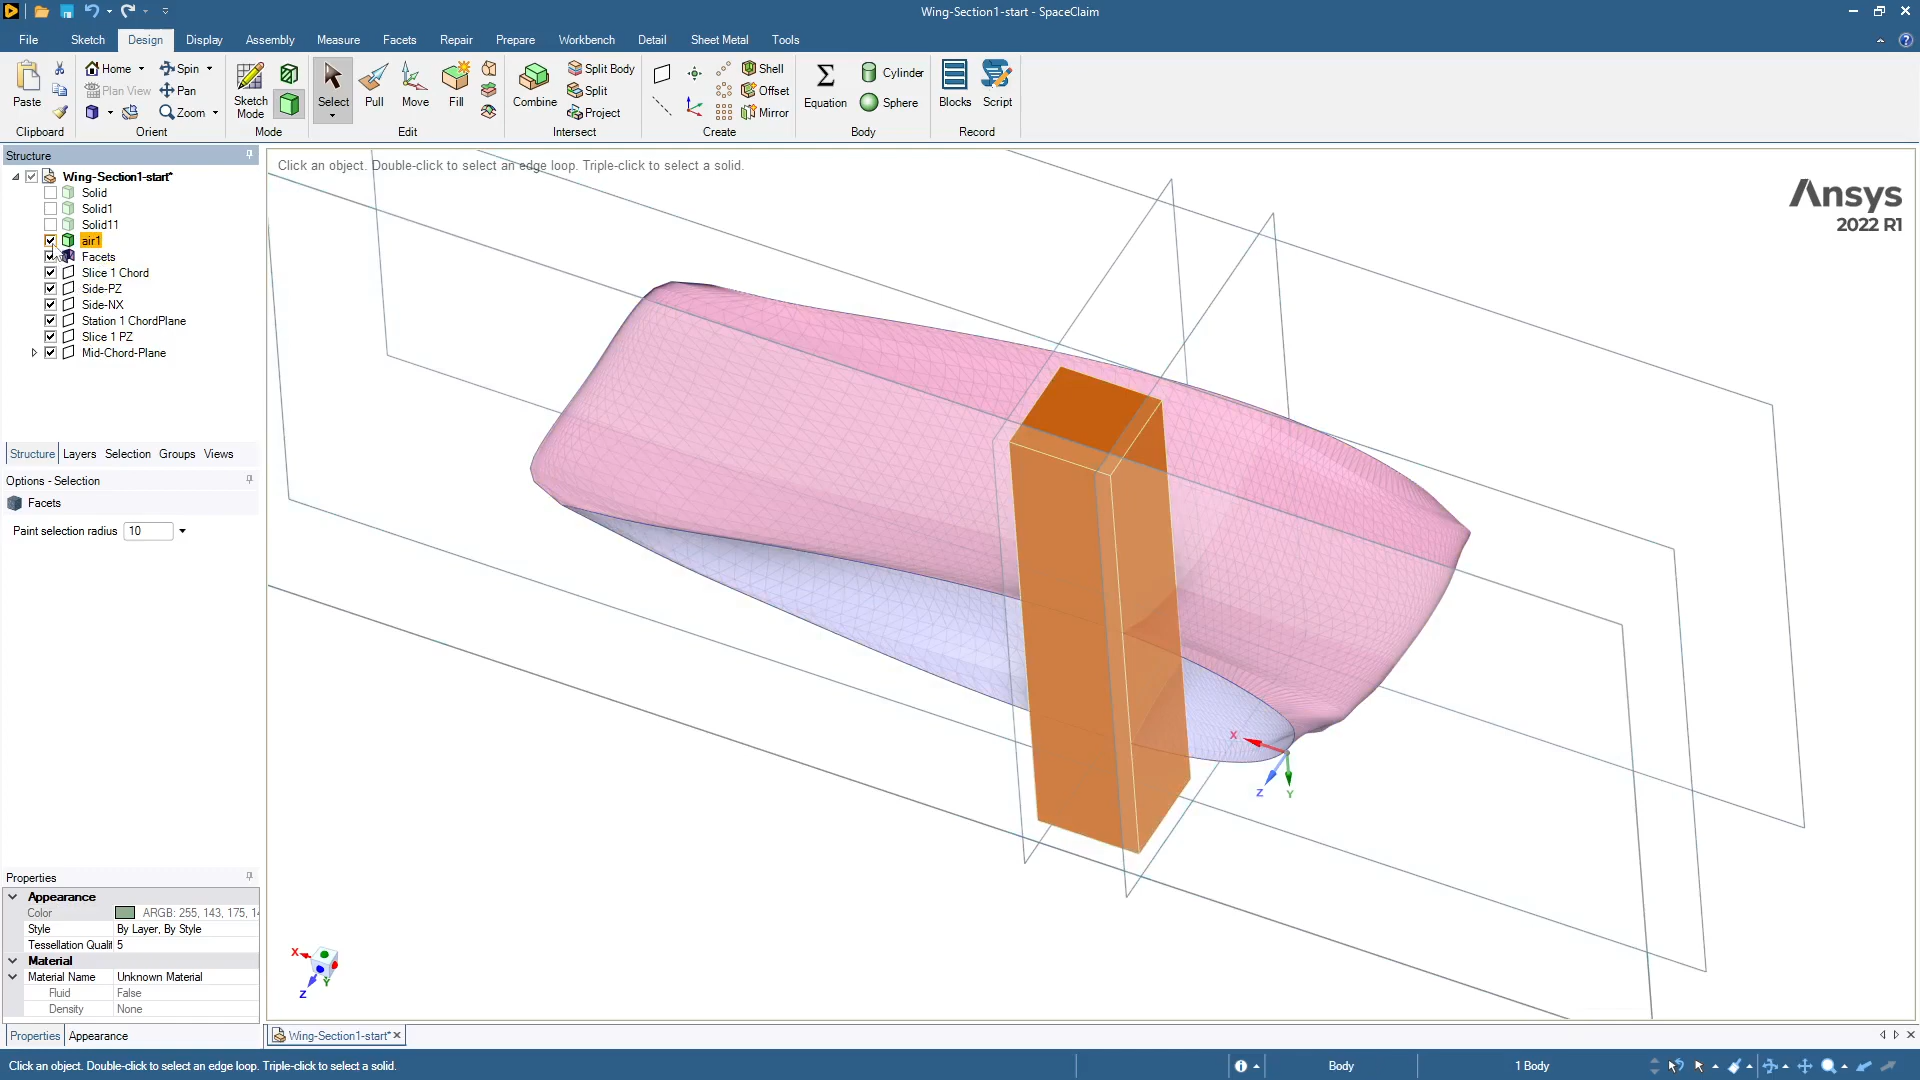 Wing-Section1-start - SpaceClaim
File Sketch Design Display Assembly Measure Facets Repair Prepare Workbench Detail Sheet Metal Tools
Paste
Clipboard
Home
Plan View
Spin
Pan
Zoom
Orient
Sketch
Mode
Mode
Select
Pull
Move
Fill
Edit
Combine
Split Body
Split
Project
Intersect
Shell
Offset
Mirror
Create
Equation
Cylinder
Sphere
Body
Blocks
Script
Record
Structure
Wing-Section1-start*
Solid
Solid1
Solid11
air1
Facets
Slice 1 Chord
Side-PZ
Side-NX
Station 1 ChordPlane
Slice 1 PZ
Mid-Chord-Plane
Structure Layers Selection Groups Views
Options - Selection
Facets
Paint selection radius 10
Properties
Appearance
Color ARGB: 255, 143, 175, 1
Style By Layer, By Style
Tessellation Qualit 5
Material
Material Name Unknown Material
Fluid False
Density None
Properties Appearance
Click an object. Double-click to select an edge loop. Triple-click to select a solid.
Ansys
2022 R1
X
Z
Y
X
Y
Z
Wing-Section1-start*
Click an object. Double-click to select an edge loop. Triple-click to select a solid.
Body
1 Body